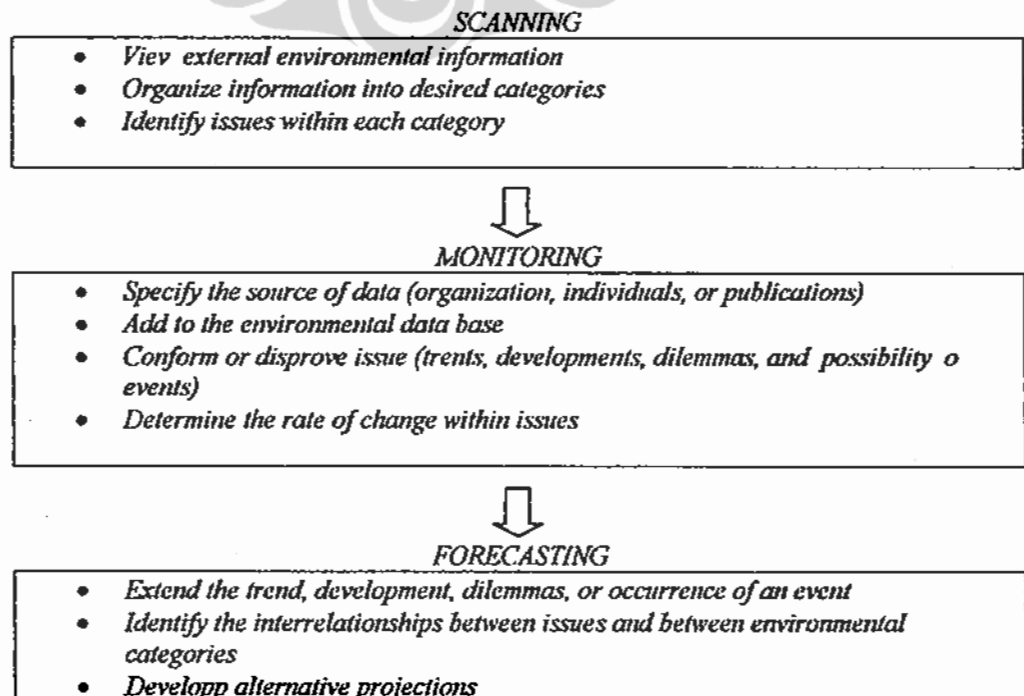 SCANNING
• Viev external environmental information
• Organize information into desired categories
• Identify issues within each category
MONITORING
• Specify the source of data (organization, individuals, or publications)
• Add to the environmental data base
• Conform or disprove issue (trents, developments, dilemmas, and possibility o
events)
• Determine the rate of change within issues
FORECASTING
• Extend the trend, development, dilemmas, or occurrence of an event
• Identify the interrelationships between issues and between environmental
categories
• Developp alternative projections